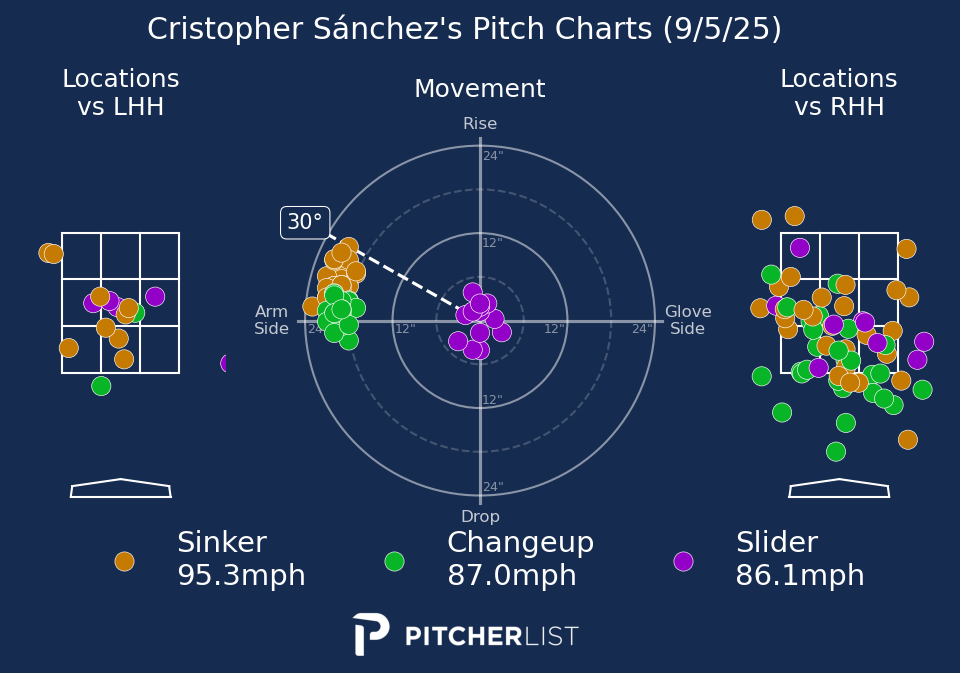 Cristopher Sánchez's Pitch Charts (9/5/25)
Locations
vs LHH
Movement
Locations
vs RHH
Rise
24"
30°
12"
Arm
Side
24"
12"
12"
24"
Glove
Side
12"
24"
Drop
Sinker
95.3mph
Changeup
87.0mph
Slider
86.1mph
PITCHERLIST